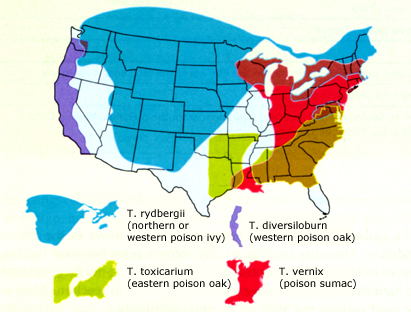 T. rydbergii
(northern or
western poison ivy)
T. diversiloburn
(western poison oak)
T. toxicarium
(eastern poison oak)
T. vernix
(poison sumac)